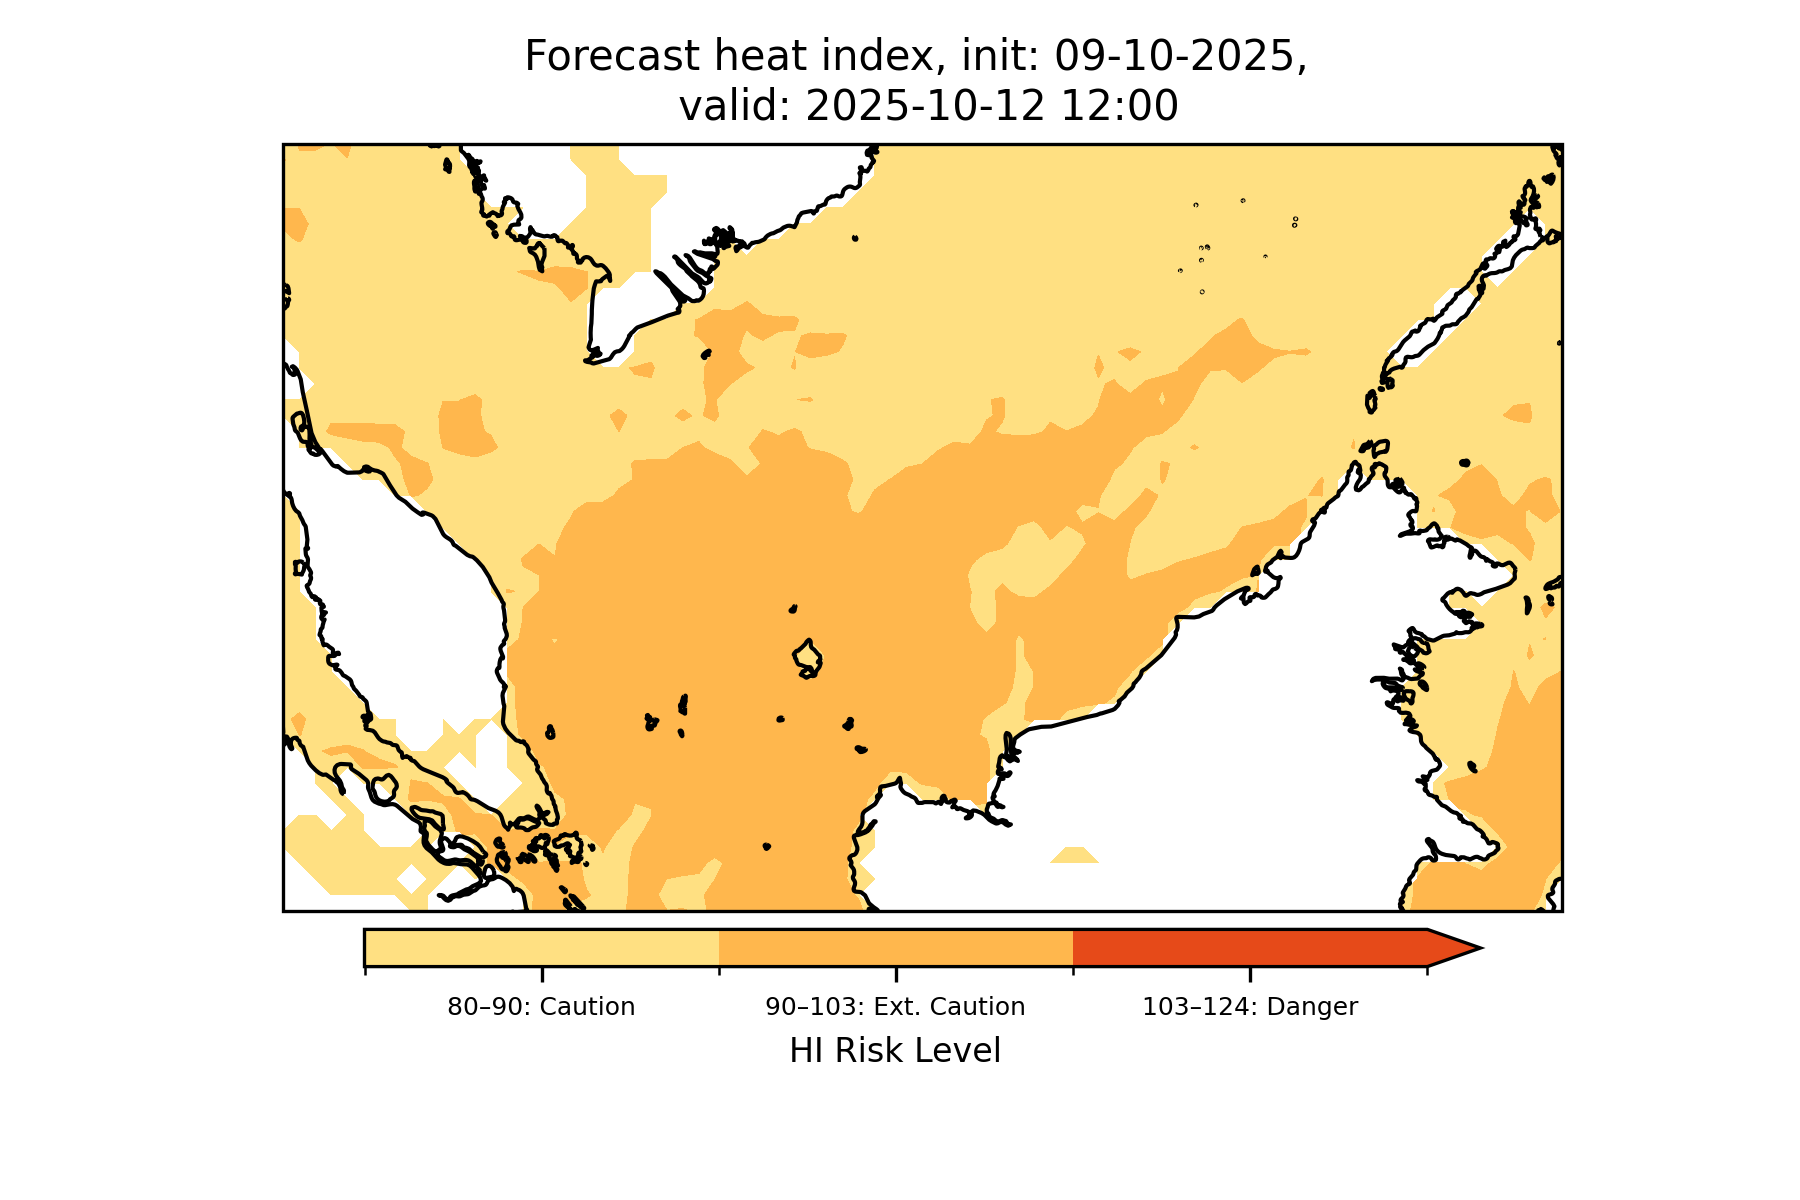 Forecast heat index, init: 09-10-2025,
valid: 2025-10-12 12:00
80–90: Caution
90–103: Ext. Caution
103–124: Danger
HI Risk Level